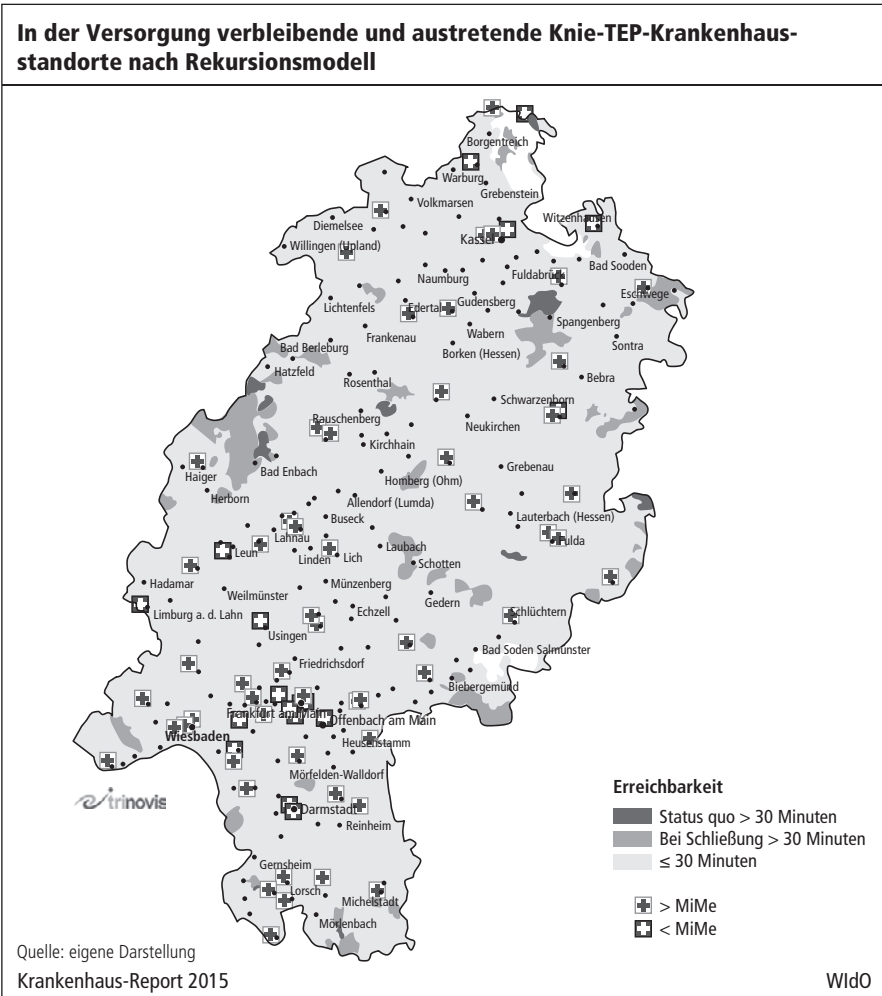 In der Versorgung verbleibende und austretende Knie-TEP-Krankenhaus-
standorte nach Rekursionsmodell
Borgentreich
Warburg
Grebenstein
Volkmarsen
Witzenhausen
Diemelsee
Kassel
Willingen (Upland)
Bad Sooden
Naumburg
Fuldabrück
Eschwege
Lichtenfels
Edertal
Gudensberg
Spangenberg
Frankenau
Wabern
Sontra
Bad Berleburg
Borken (Hessen)
Hatzfeld
Rosenthal
Bebra
Schwarzenborn
Rauschenberg
Neukirchen
Kirchhain
Haiger
Bad Enbach
Grebenau
Homberg (Ohm)
Herborn
Allendorf (Lumda)
Buseck
Lauterbach (Hessen)
Lahnau
Fulda
Leun
Linden
Lich
Laubach
Schotten
Hadamar
Münzenberg
Weilmünster
Gedern
Limburg a. d. Lahn
Echzell
Schlüchtern
Usingen
Bad Soden Salmünster
Friedrichsdorf
Biebergemünd
Frankfurt am Main
Offenbach am Main
Wiesbaden
Heusenstamm
Mörfelden-Walldorf
trinovis
Darmstadt
Reinheim
Gernsheim
Lorsch
Michelstadt
Mörlenbach
Erreichbarkeit
Status quo > 30 Minuten
Bei Schließung > 30 Minuten
≤ 30 Minuten
> MiMe
< MiMe
Quelle: eigene Darstellung
Krankenhaus-Report 2015
WIdO